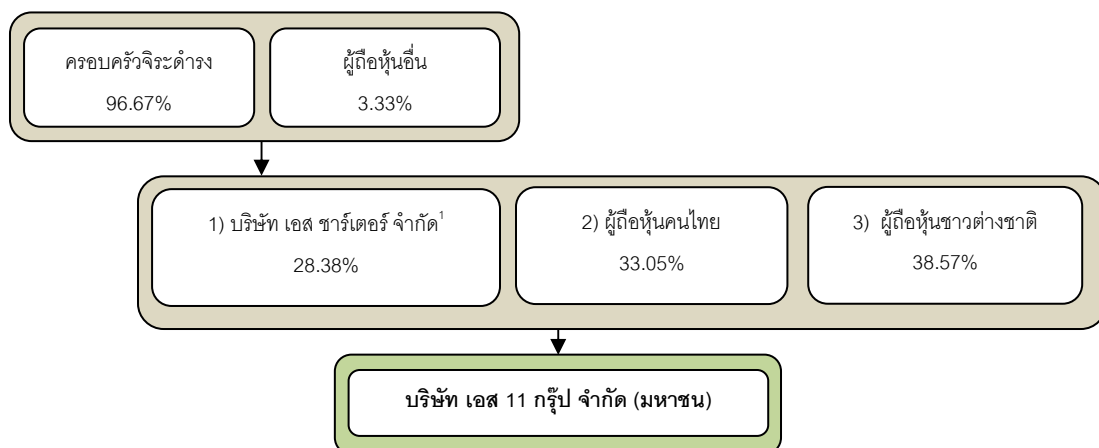 ครอบครัวจิระดำรง
96.67%
ผู้ถือหุ้นอื่น
3.33%
1) บริษัท เอส ชาร์เตอร์ จำกัด¹
28.38%
2) ผู้ถือหุ้นคนไทย
33.05%
3) ผู้ถือหุ้นชาวต่างชาติ
38.57%
บริษัท เอส 11 กรุ๊ป จำกัด (มหาชน)